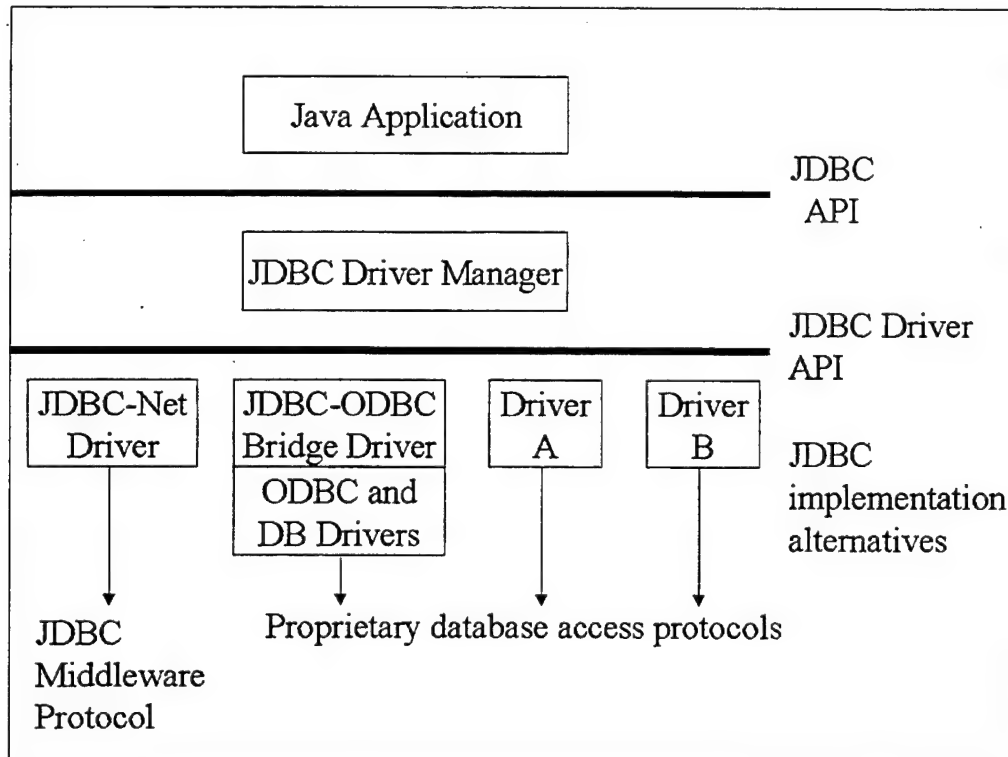 Java Application
JDBC
API
JDBC Driver Manager
JDBC Driver
API
JDBC-Net
Driver
JDBC-ODBC
Bridge Driver
ODBC and
DB Drivers
Driver
A
Driver
B
JDBC
implementation
alternatives
JDBC
Middleware
Protocol
Proprietary database access protocols